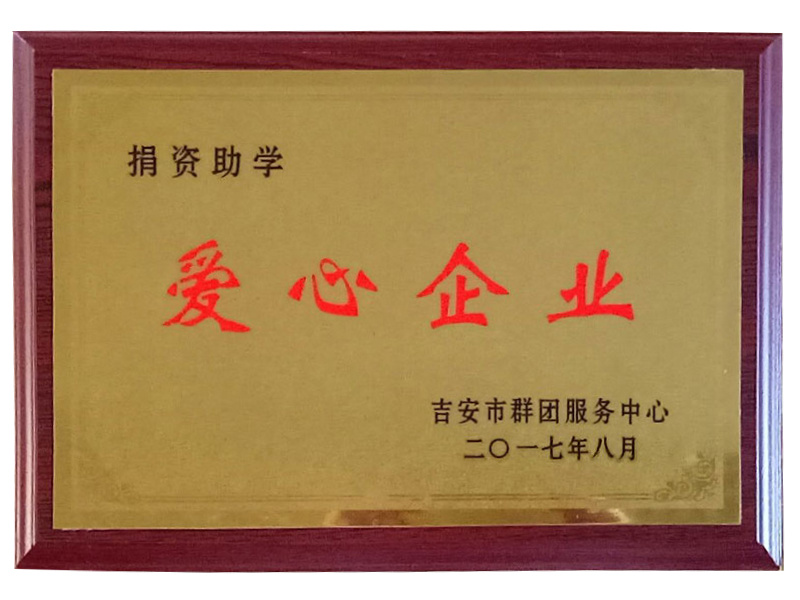 捐资助学
爱心企业
吉安市群团服务中心
二〇一七年八月